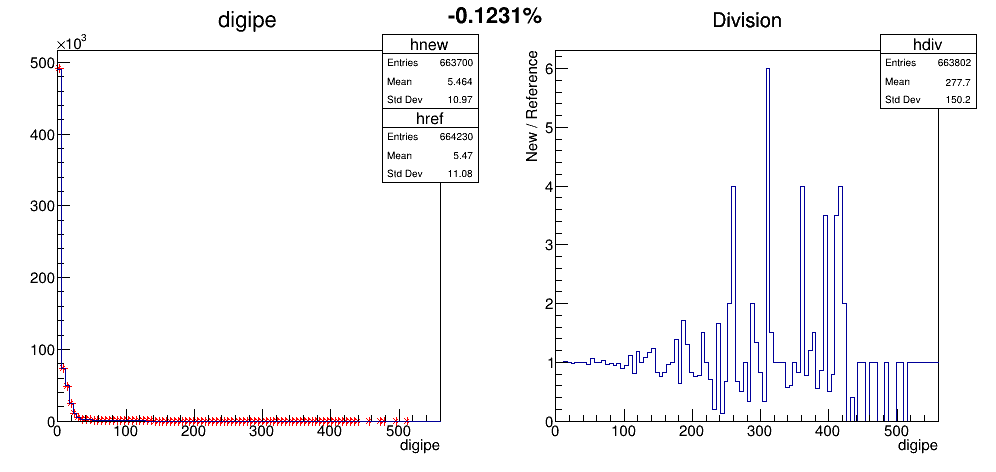 -0.1231%
digipe
×10³
hnew
Entries 663700
Mean 5.464
Std Dev 10.97
href
Entries 664230
Mean 5.47
Std Dev 11.08
500
400
300
200
100
0
0 100 200 300 400 500
digipe
Division
hdiv
Entries 663802
Mean 277.7
Std Dev 150.2
New / Reference
6
5
4
3
2
1
0
0 100 200 300 400 500
digipe